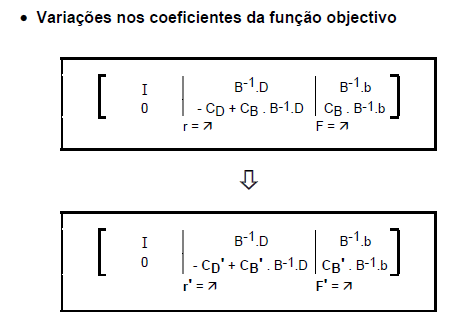 • Variações nos coeficientes da função objectivo
I B-1.D B-1.b
0 - CD + CB . B-1.D CB . B-1.b
r = ↗ F = ↗
⇩
I B-1.D B-1.b
0 - CD' + CB' . B-1.D CB' . B-1.b
r' = ↗ F' = ↗